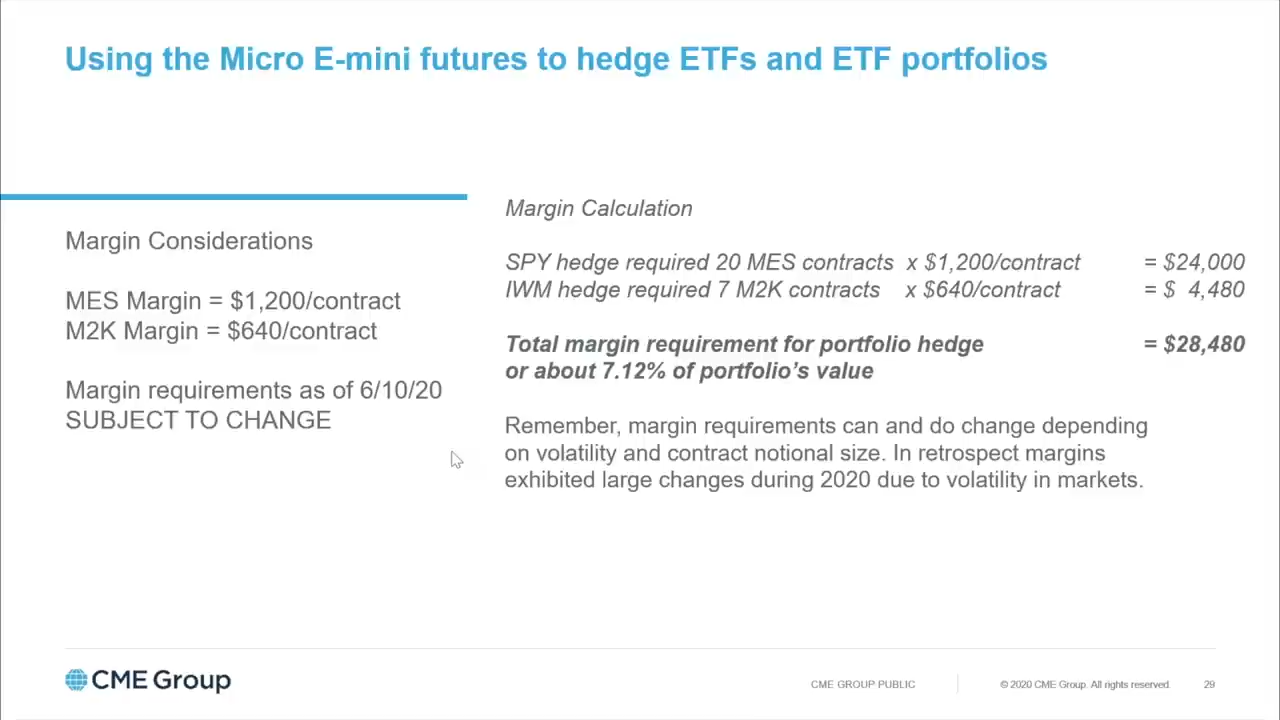 Using the Micro E-mini futures to hedge ETFs and ETF portfolios
Margin Considerations
MES Margin = $1,200/contract
M2K Margin = $640/contract
Margin requirements as of 6/10/20
SUBJECT TO CHANGE
Margin Calculation
SPY hedge required 20 MES contracts x $1,200/contract = $24,000
IWM hedge required 7 M2K contracts x $640/contract = $ 4,480
Total margin requirement for portfolio hedge = $28,480
or about 7.12% of portfolio's value
Remember, margin requirements can and do change depending
on volatility and contract notional size. In retrospect margins
exhibited large changes during 2020 due to volatility in markets.
CME Group
CME GROUP PUBLIC
© 2020 CME Group. All rights reserved.
29